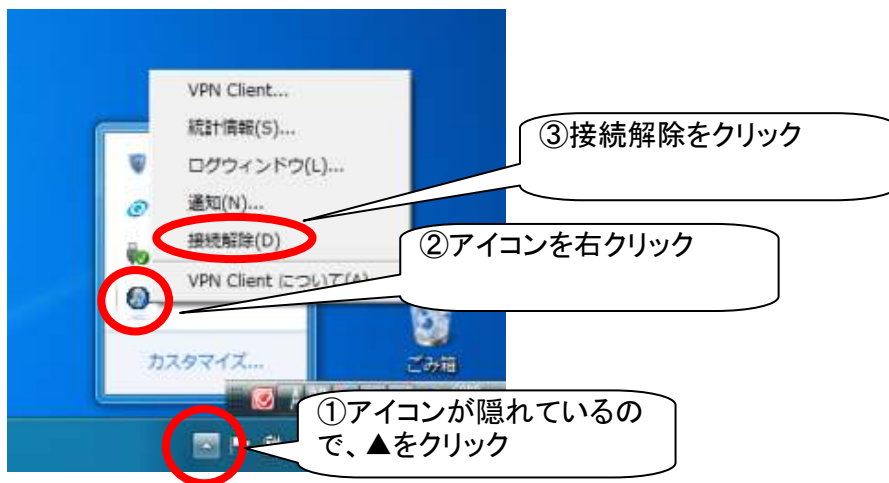 VPN Client...
統計情報(S)...
ログウィンドウ(L)...
通知(N)...
接続解除(D)
VPN Client について(A)
カスタマイズ...
ごみ箱
③接続解除をクリック
②アイコンを右クリック
①アイコンが隠れているの
で、▲をクリック